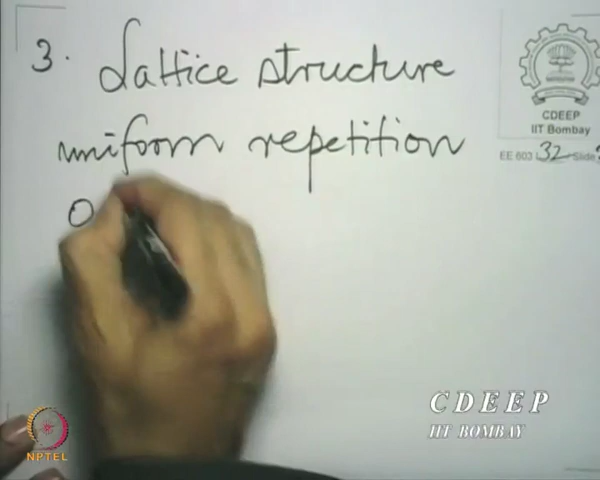 3. Lattice structure
uniform repetition
o
CDEEP
IIT Bombay
EE 603 L 32 Slide
CDEEP
IIT BOMBAY
NPTEL